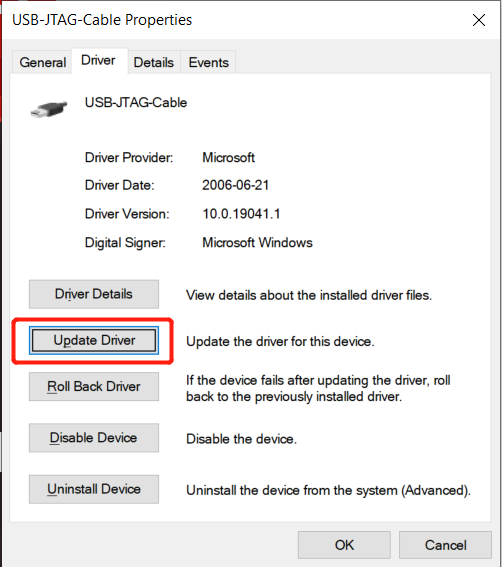 USB-JTAG-Cable Properties
General Driver Details Events
USB-JTAG-Cable
Driver Provider: Microsoft
Driver Date: 2006-06-21
Driver Version: 10.0.19041.1
Digital Signer: Microsoft Windows
Driver Details View details about the installed driver files.
Update Driver Update the driver for this device.
Roll Back Driver If the device fails after updating the driver, roll
back to the previously installed driver.
Disable Device Disable the device.
Uninstall Device Uninstall the device from the system (Advanced).
OK Cancel